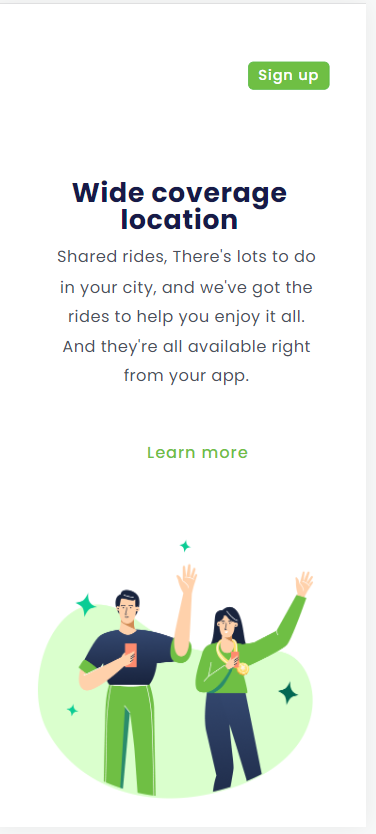 Sign up
Wide coverage
location
Shared rides, There's lots to do
in your city, and we've got the
rides to help you enjoy it all.
And they're all available right
from your app.
Learn more